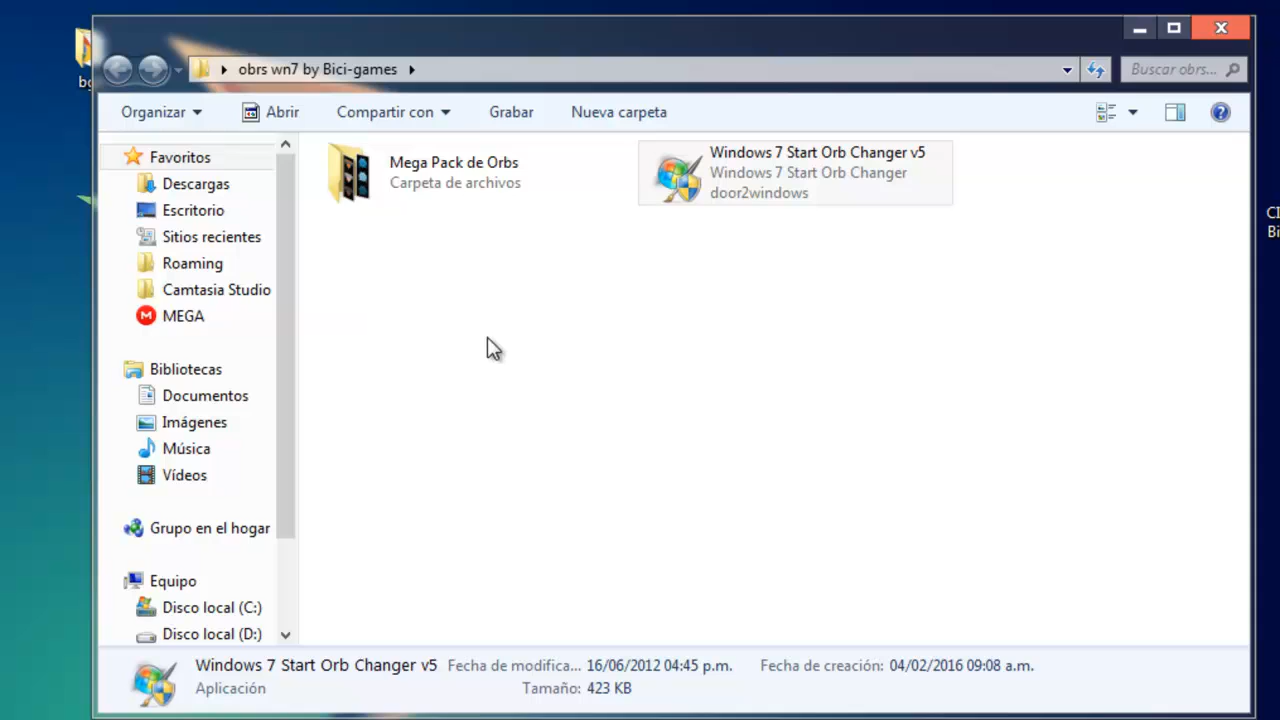 bg
obrs wn7 by Bici-games
Buscar obrs...
Organizar
Abrir
Compartir con
Grabar
Nueva carpeta
Favoritos
Descargas
Escritorio
Sitios recientes
Roaming
Camtasia Studio
MEGA
Bibliotecas
Documentos
Imágenes
Música
Vídeos
Grupo en el hogar
Equipo
Disco local (C:)
Disco local (D:)
Mega Pack de Orbs
Carpeta de archivos
Windows 7 Start Orb Changer v5
Windows 7 Start Orb Changer
door2windows
CI
Bi
Windows 7 Start Orb Changer v5 Fecha de modifica... 16/06/2012 04:45 p.m. Fecha de creación: 04/02/2016 09:08 a.m.
Aplicación Tamaño: 423 KB